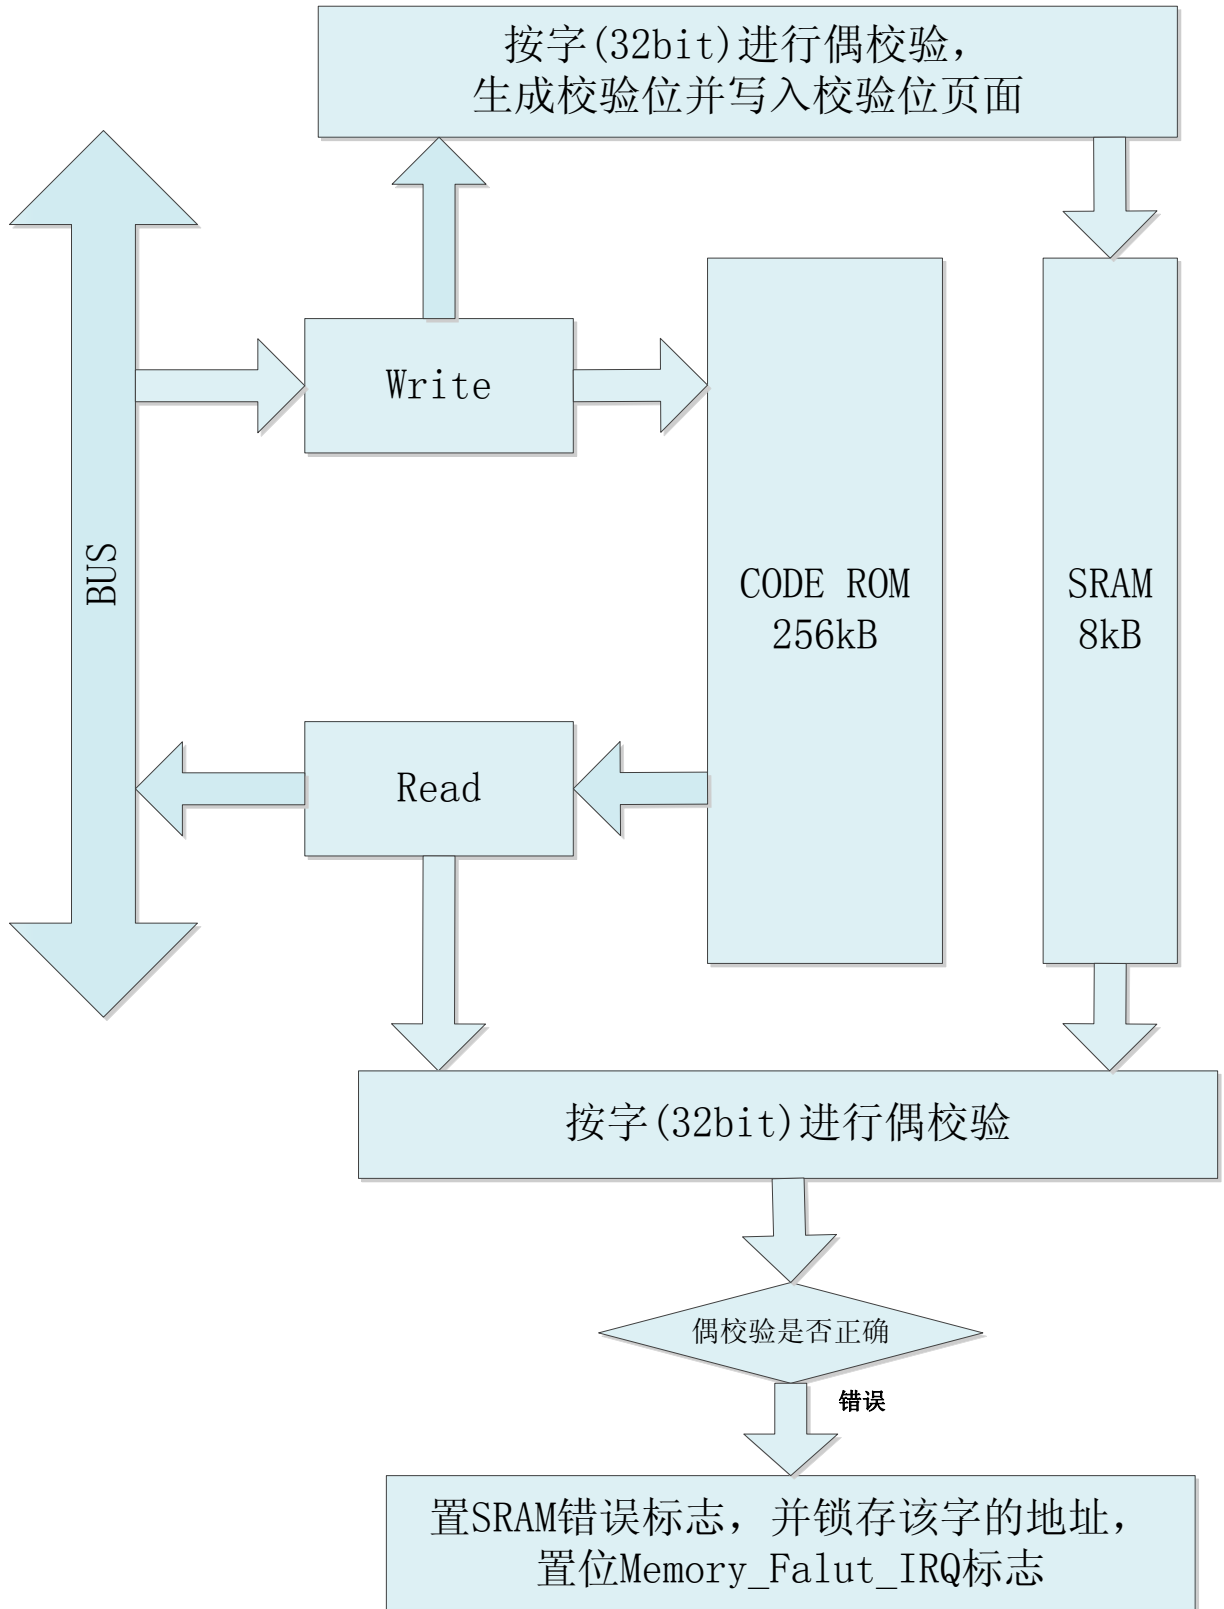 按字(32bit)进行偶校验，
生成校验位并写入校验位页面
Write
BUS
CODE ROM
256kB
SRAM
8kB
Read
按字(32bit)进行偶校验
偶校验是否正确
错误
置SRAM错误标志，并锁存该字的地址，
置位Memory_Falut_IRQ标志